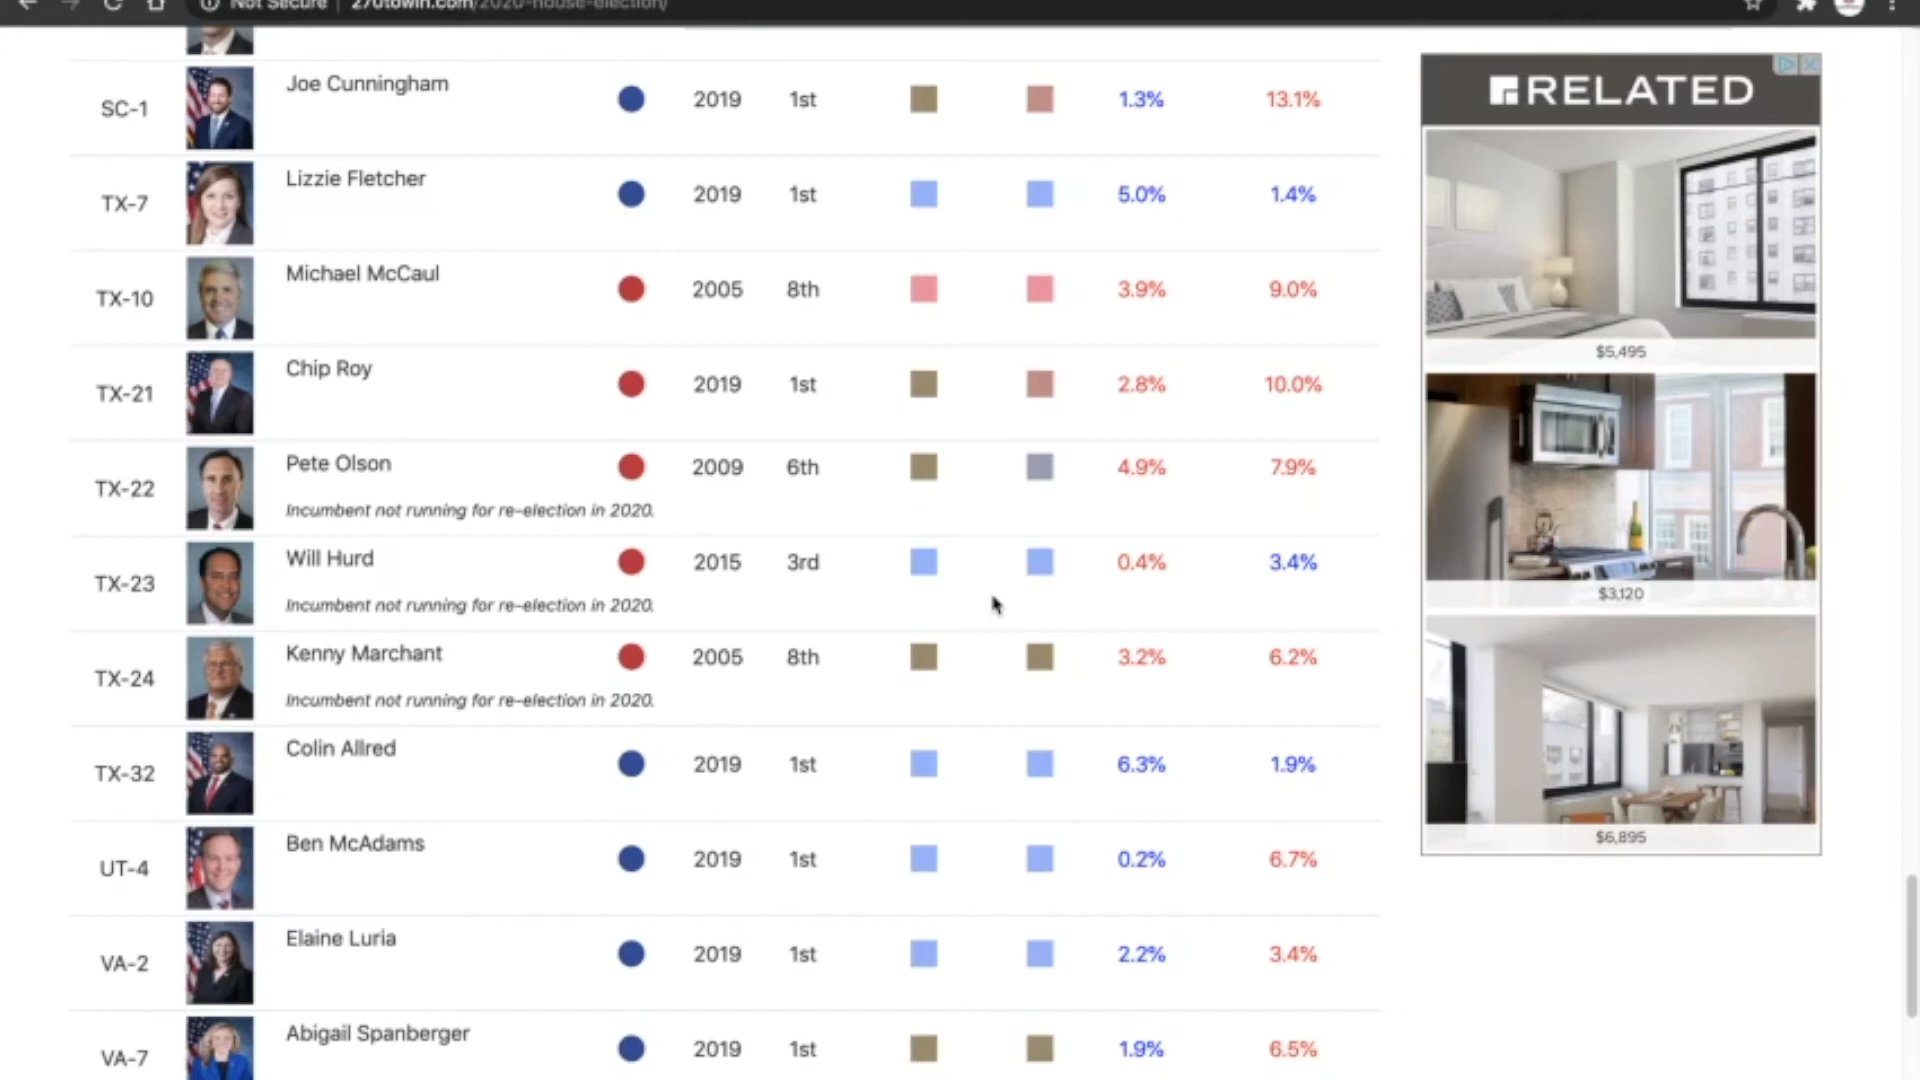 Not Secure | 270towin.com/2020-house-election/
SC-1 Joe Cunningham 2019 1st 1.3% 13.1%
TX-7 Lizzie Fletcher 2019 1st 5.0% 1.4%
TX-10 Michael McCaul 2005 8th 3.9% 9.0%
TX-21 Chip Roy 2019 1st 2.8% 10.0%
TX-22 Pete Olson 2009 6th 4.9% 7.9%
Incumbent not running for re-election in 2020.
TX-23 Will Hurd 2015 3rd 0.4% 3.4%
Incumbent not running for re-election in 2020.
TX-24 Kenny Marchant 2005 8th 3.2% 6.2%
Incumbent not running for re-election in 2020.
TX-32 Colin Allred 2019 1st 6.3% 1.9%
UT-4 Ben McAdams 2019 1st 0.2% 6.7%
VA-2 Elaine Luria 2019 1st 2.2% 3.4%
VA-7 Abigail Spanberger 2019 1st 1.9% 6.5%
RELATED
$5,495
$3,120
$6,895